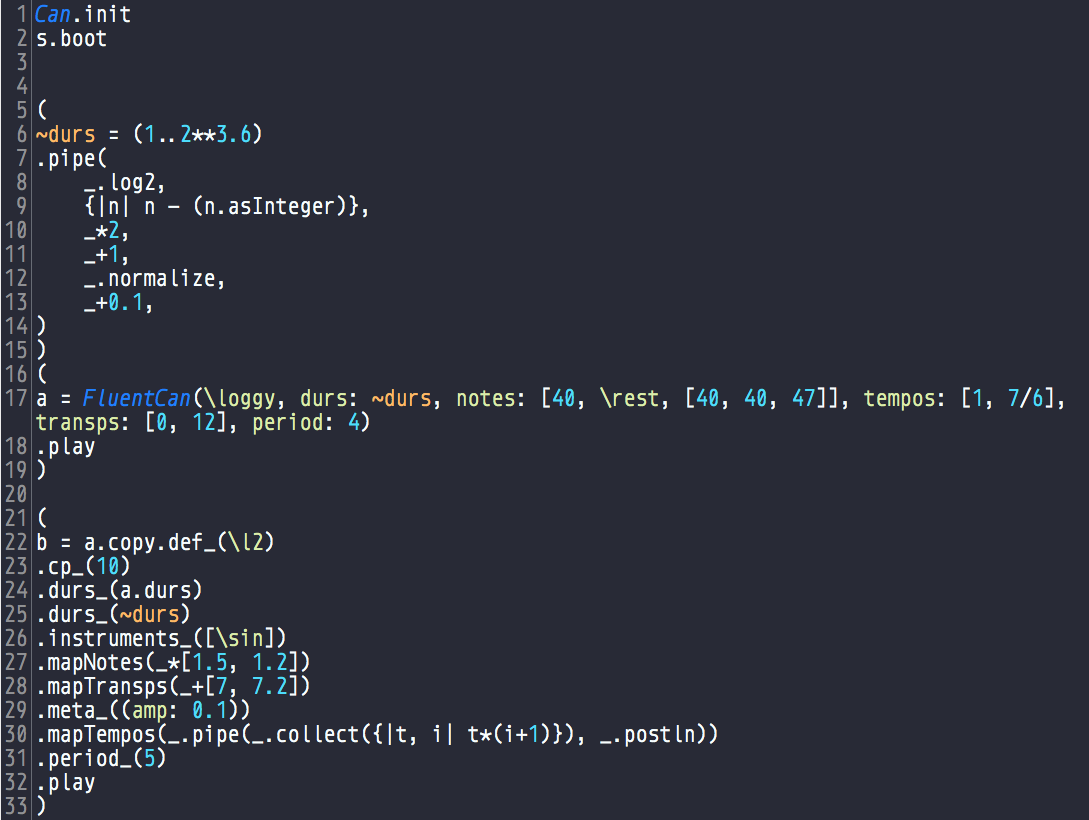 1 Can.init
2 s.boot
3
4
5 (
6 ~durs = (1..2**3.6)
7 .pipe(
8     _.log2,
9     {|n| n - (n.asInteger)},
10     _*2,
11     _+1,
12     _.normalize,
13     _+0.1,
14 )
15 )
16 (
17 a = FluentCan(\loggy, durs: ~durs, notes: [40, \rest, [40, 40, 47]], tempos: [1, 7/6],
transps: [0, 12], period: 4)
18 .play
19 )
20
21 (
22 b = a.copy.def_(\l2)
23 .cp_(10)
24 .durs_(a.durs)
25 .durs_(~durs)
26 .instruments_([\sin])
27 .mapNotes(_*[1.5, 1.2])
28 .mapTransps(_+[7, 7.2])
29 .meta_((amp: 0.1))
30 .mapTempos(_.pipe(_.collect({|t, i| t*(i+1)}), _.postln))
31 .period_(5)
32 .play
33 )